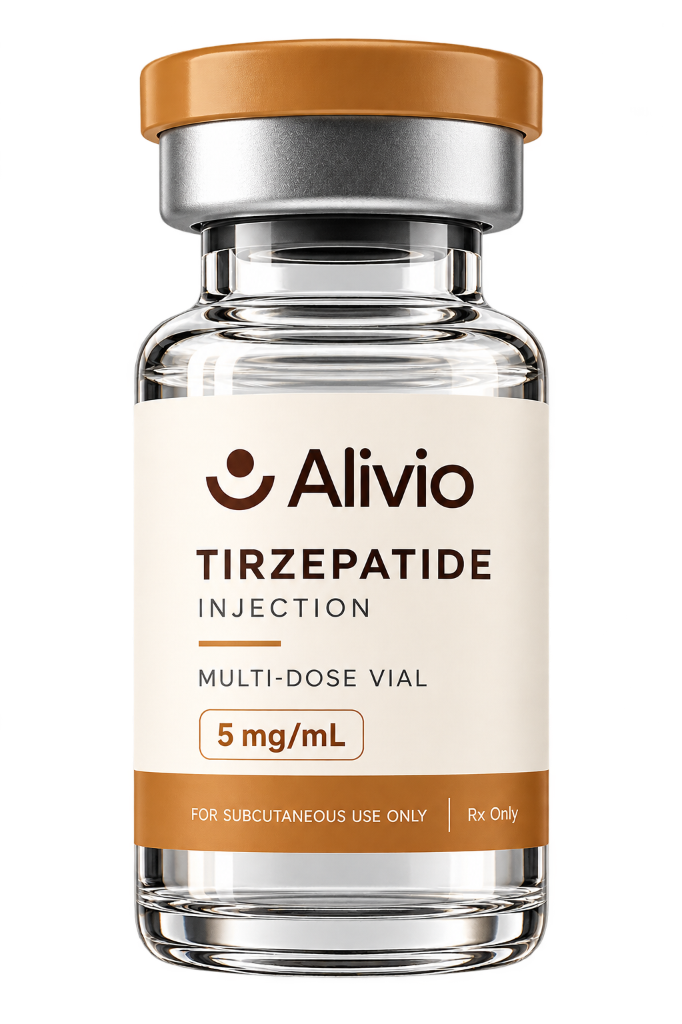 Alivio
TIRZEPATIDE
INJECTION
MULTI-DOSE VIAL
5 mg/mL
FOR SUBCUTANEOUS USE ONLY | Rx Only